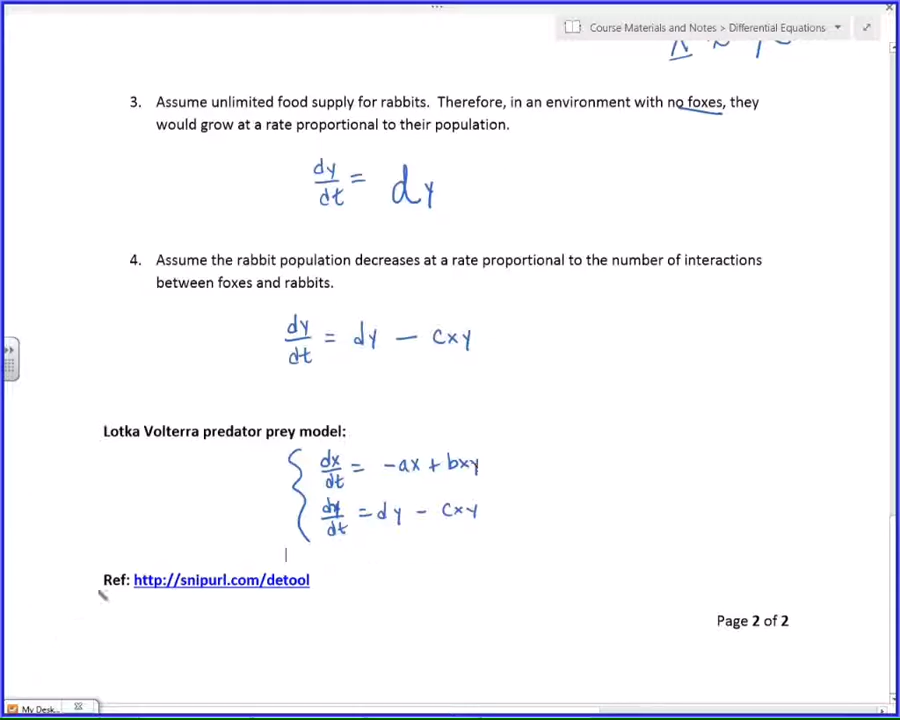 Course Materials and Notes > Differential Equations
3. Assume unlimited food supply for rabbits. Therefore, in an environment with no foxes, they
would grow at a rate proportional to their population.
dy/dt = dy
4. Assume the rabbit population decreases at a rate proportional to the number of interactions
between foxes and rabbits.
dy/dt = dy - cxy
Lotka Volterra predator prey model:
dx/dt = -ax + bxy
dy/dt = dy - cxy
Ref: http://snipurl.com/detool
Page 2 of 2
My Desk..